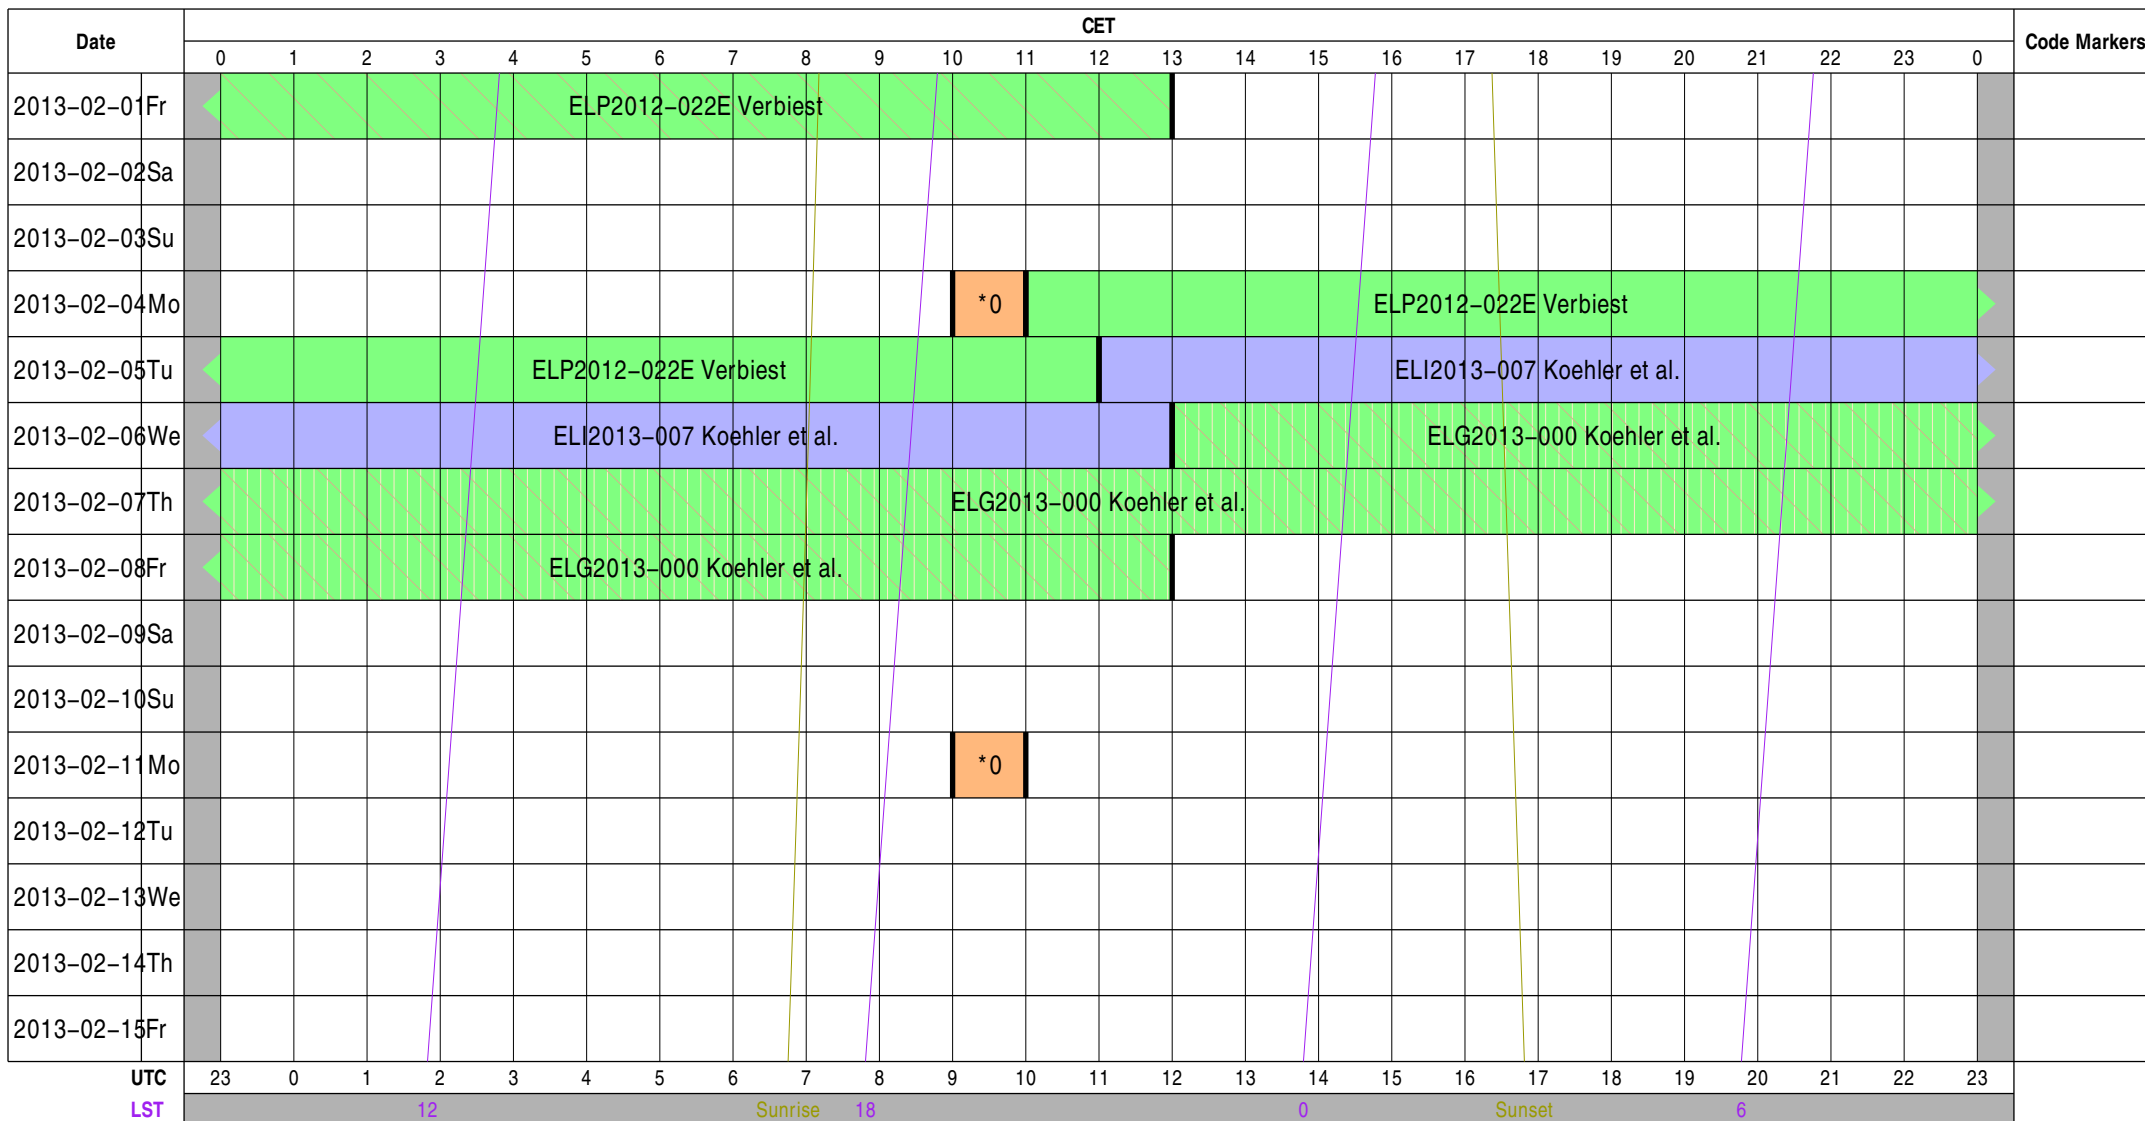 CET
Date
Code Markers
0 1 2 3 4 5 6 7 8 9 10 11 12 13 14 15 16 17 18 19 20 21 22 23 0
2013-02-01Fr ELP2012-022E Verbiest
2013-02-02Sa
2013-02-03Su
2013-02-04Mo *0 ELP2012-022E Verbiest
2013-02-05Tu ELP2012-022E Verbiest ELI2013-007 Koehler et al.
2013-02-06We ELI2013-007 Koehler et al. ELG2013-000 Koehler et al.
2013-02-07Th ELG2013-000 Koehler et al.
2013-02-08Fr ELG2013-000 Koehler et al.
2013-02-09Sa
2013-02-10Su
2013-02-11Mo *0
2013-02-12Tu
2013-02-13We
2013-02-14Th
2013-02-15Fr
UTC 23 0 1 2 3 4 5 6 7 8 9 10 11 12 13 14 15 16 17 18 19 20 21 22 23
LST 12 Sunrise 18 0 Sunset 6